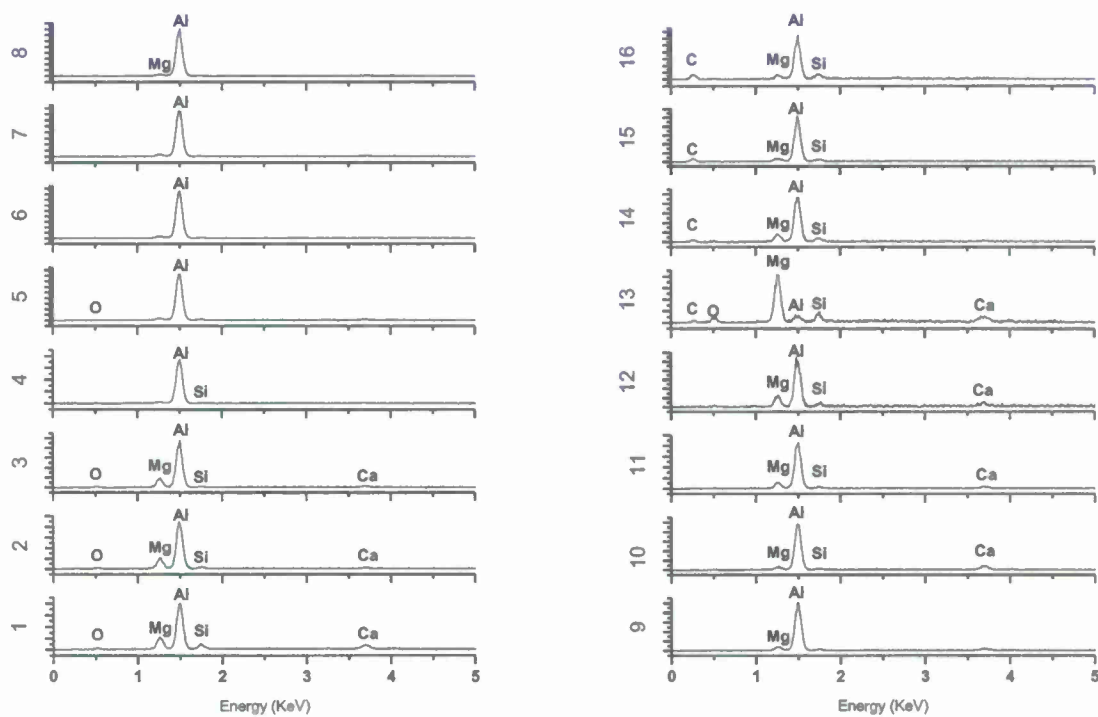 8
Mg
Al
7
Al
6
Al
5
O
Al
4
Al
Si
3
O
Mg
Al
Si
Ca
2
O
Mg
Al
Si
Ca
1
O
Mg
Al
Si
Ca
0 1 2 3 4 5
Energy (KeV)
16
C
Mg
Al
Si
15
C
Mg
Al
Si
14
C
Mg
Al
Si
13
C
O
Mg
Al
Si
Ca
12
Mg
Al
Si
Ca
11
Mg
Al
Si
Ca
10
Mg
Al
Si
Ca
9
Mg
Al
0 1 2 3 4 5
Energy (KeV)